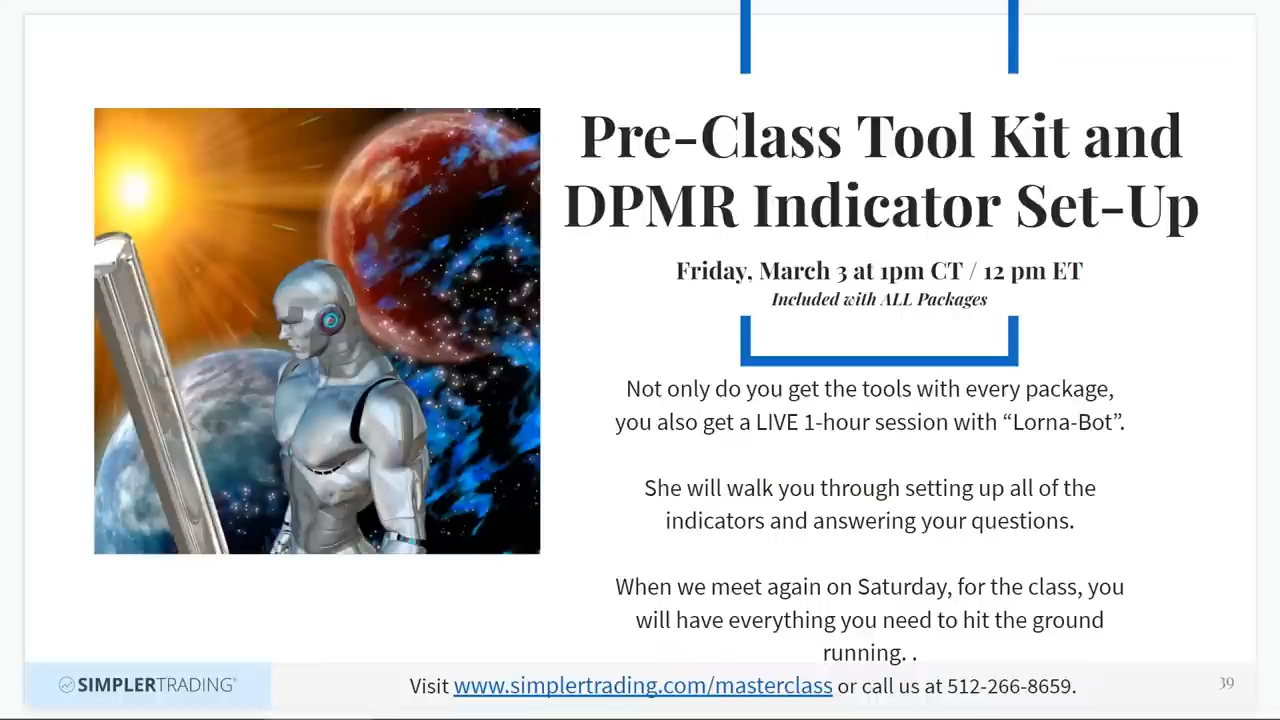 Pre-Class Tool Kit and
DPMR Indicator Set-Up
Friday, March 3 at 1pm CT / 12 pm ET
Included with ALL Packages
Not only do you get the tools with every package,
you also get a LIVE 1-hour session with “Lorna-Bot”.
She will walk you through setting up all of the
indicators and answering your questions.
When we meet again on Saturday, for the class, you
will have everything you need to hit the ground
running. .
SIMPLERTRADING®
Visit www.simplertrading.com/masterclass or call us at 512-266-8659.
39